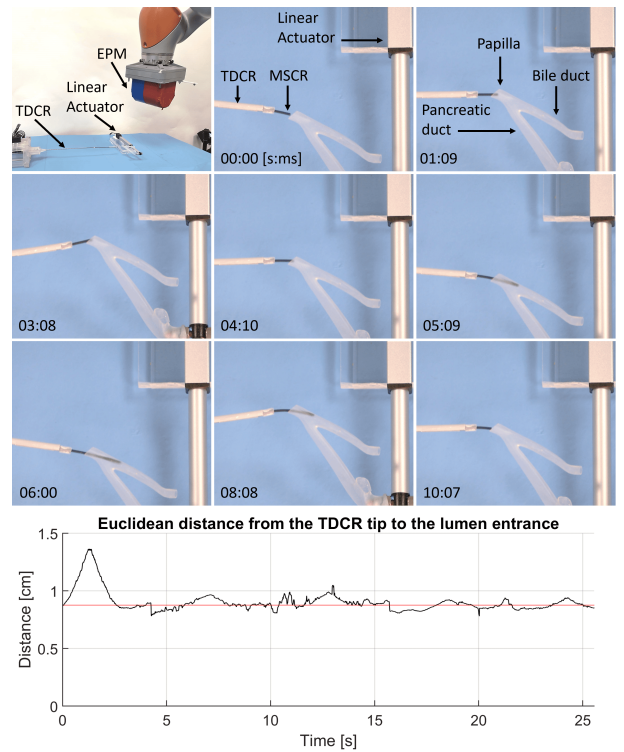 EPM
Linear
Actuator
TDCR
Linear
Actuator
TDCR MSCR
00:00 [s:ms]
Papilla
Bile duct
Pancreatic
duct
01:09
03:08
04:10
05:09
06:00
08:08
10:07
Euclidean distance from the TDCR tip to the lumen entrance
1.5
1
0.5
0
Distance [cm]
0 5 10 15 20 25
Time [s]